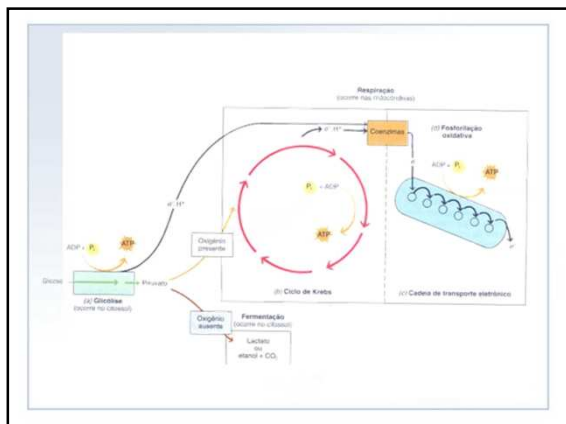 Respiração
(ocorre nas mitocôndrias)
e⁻, H⁺
Coenzimas
(d) Fosforilação
oxidativa
ADP + Pᵢ
ATP
e⁻
Pᵢ + ADP
ATP
e⁻, H⁺
Oxigênio
presente
ADP + Pᵢ
ATP
Glicose
Piruvato
(a) Glicólise
(ocorre no citossol)
(b) Ciclo de Krebs
(c) Cadeia de transporte eletrônico
e⁻
Oxigênio
ausente
Fermentação
(ocorre no citossol)
Lactato
ou
etanol + CO₂